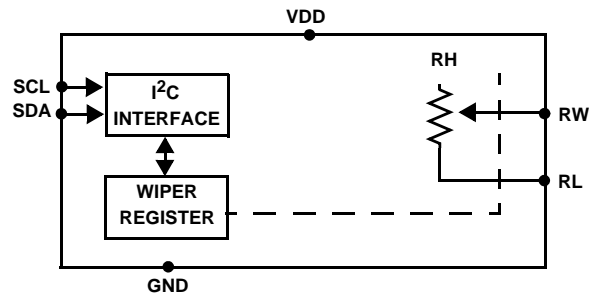 VDD
RH
SCL
SDA
I²C
INTERFACE
RW
RL
WIPER
REGISTER
GND